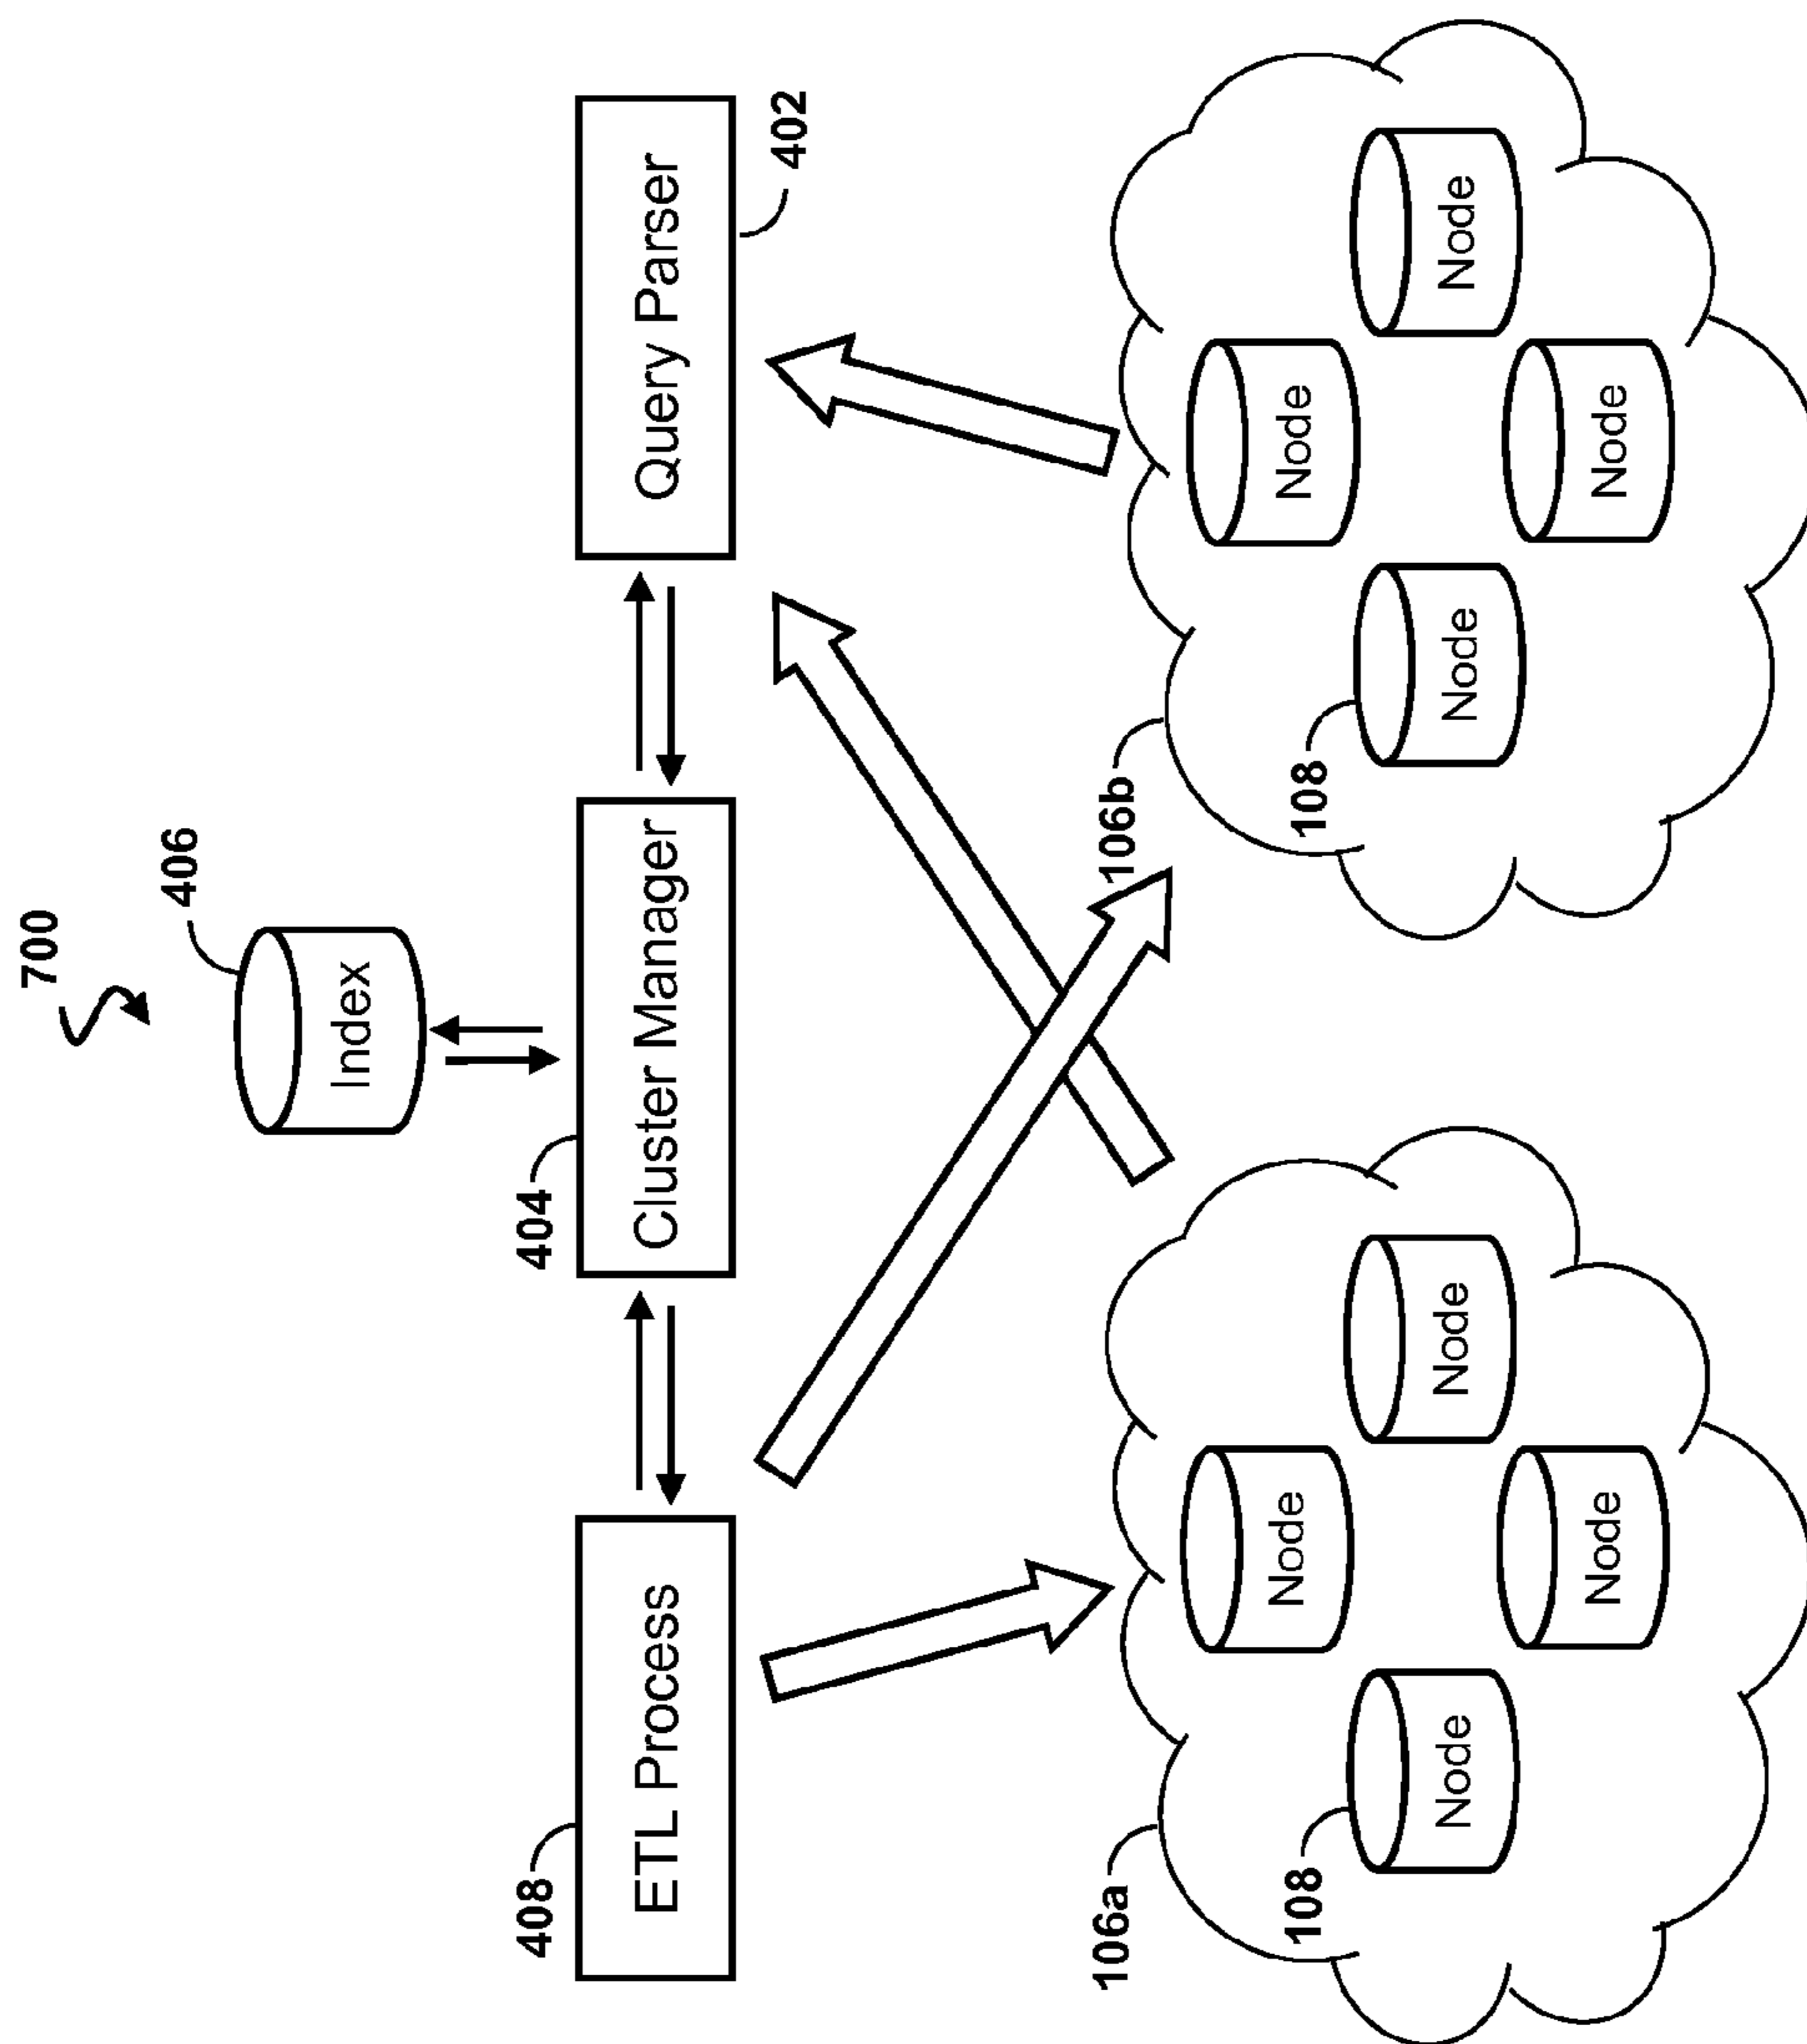 700
406
Index
408
404
ETL Process
Cluster Manager
Query Parser
402
106a
106b
Node
Node
108
108
Node
Node
Node
Node
Node
Node